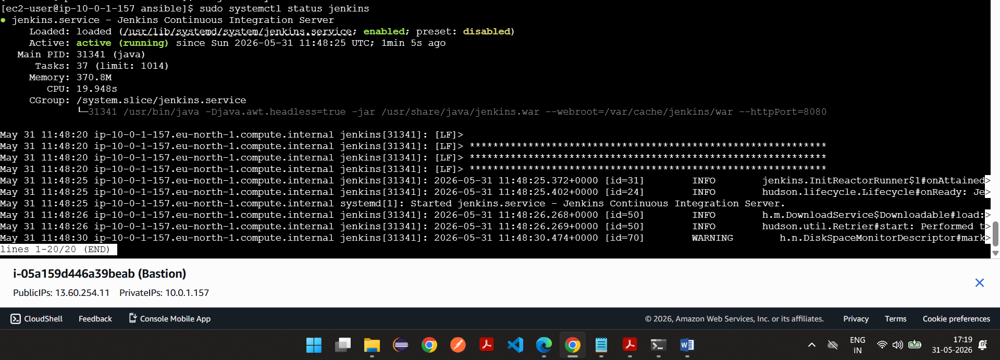 [ec2-user@ip-10-0-1-157 ansible]$ sudo systemctl status jenkins
● jenkins.service - Jenkins Continuous Integration Server
     Loaded: loaded (/usr/lib/systemd/system/jenkins.service; enabled; preset: disabled)
     Active: active (running) since Sun 2026-05-31 11:48:25 UTC; 1min 5s ago
   Main PID: 31341 (java)
      Tasks: 37 (limit: 1014)
     Memory: 370.8M
        CPU: 19.948s
     CGroup: /system.slice/jenkins.service
             └─31341 /usr/bin/java -Djava.awt.headless=true -jar /usr/share/java/jenkins.war --webroot=/var/cache/jenkins/war --httpPort=8080
May 31 11:48:20 ip-10-0-1-157.eu-north-1.compute.internal jenkins[31341]: [LF]>
May 31 11:48:20 ip-10-0-1-157.eu-north-1.compute.internal jenkins[31341]: [LF]> *************************************************************
May 31 11:48:20 ip-10-0-1-157.eu-north-1.compute.internal jenkins[31341]: [LF]> *************************************************************
May 31 11:48:20 ip-10-0-1-157.eu-north-1.compute.internal jenkins[31341]: [LF]> *************************************************************
May 31 11:48:25 ip-10-0-1-157.eu-north-1.compute.internal jenkins[31341]: 2026-05-31 11:48:25.372+0000 [id=31]        INFO        jenkins.InitReactorRunner$1#onAttained>
May 31 11:48:25 ip-10-0-1-157.eu-north-1.compute.internal jenkins[31341]: 2026-05-31 11:48:25.402+0000 [id=24]        INFO        hudson.lifecycle.Lifecycle#onReady: Je>
May 31 11:48:25 ip-10-0-1-157.eu-north-1.compute.internal systemd[1]: Started jenkins.service - Jenkins Continuous Integration Server.
May 31 11:48:26 ip-10-0-1-157.eu-north-1.compute.internal jenkins[31341]: 2026-05-31 11:48:26.268+0000 [id=50]        INFO        h.m.DownloadService$Downloadable#load:>
May 31 11:48:26 ip-10-0-1-157.eu-north-1.compute.internal jenkins[31341]: 2026-05-31 11:48:26.269+0000 [id=50]        INFO        hudson.util.Retrier#start: Performed t>
May 31 11:48:30 ip-10-0-1-157.eu-north-1.compute.internal jenkins[31341]: 2026-05-31 11:48:30.474+0000 [id=70]        WARNING        h.n.DiskSpaceMonitorDescriptor#mark>
lines 1-20/20 (END)
i-05a159d446a39beab (Bastion)
PublicIPs: 13.60.254.11    PrivateIPs: 10.0.1.157
CloudShell    Feedback    Console Mobile App    © 2026, Amazon Web Services, Inc. or its affiliates.    Privacy    Terms    Cookie preferences
ENG
IN
17:19
31-05-2026